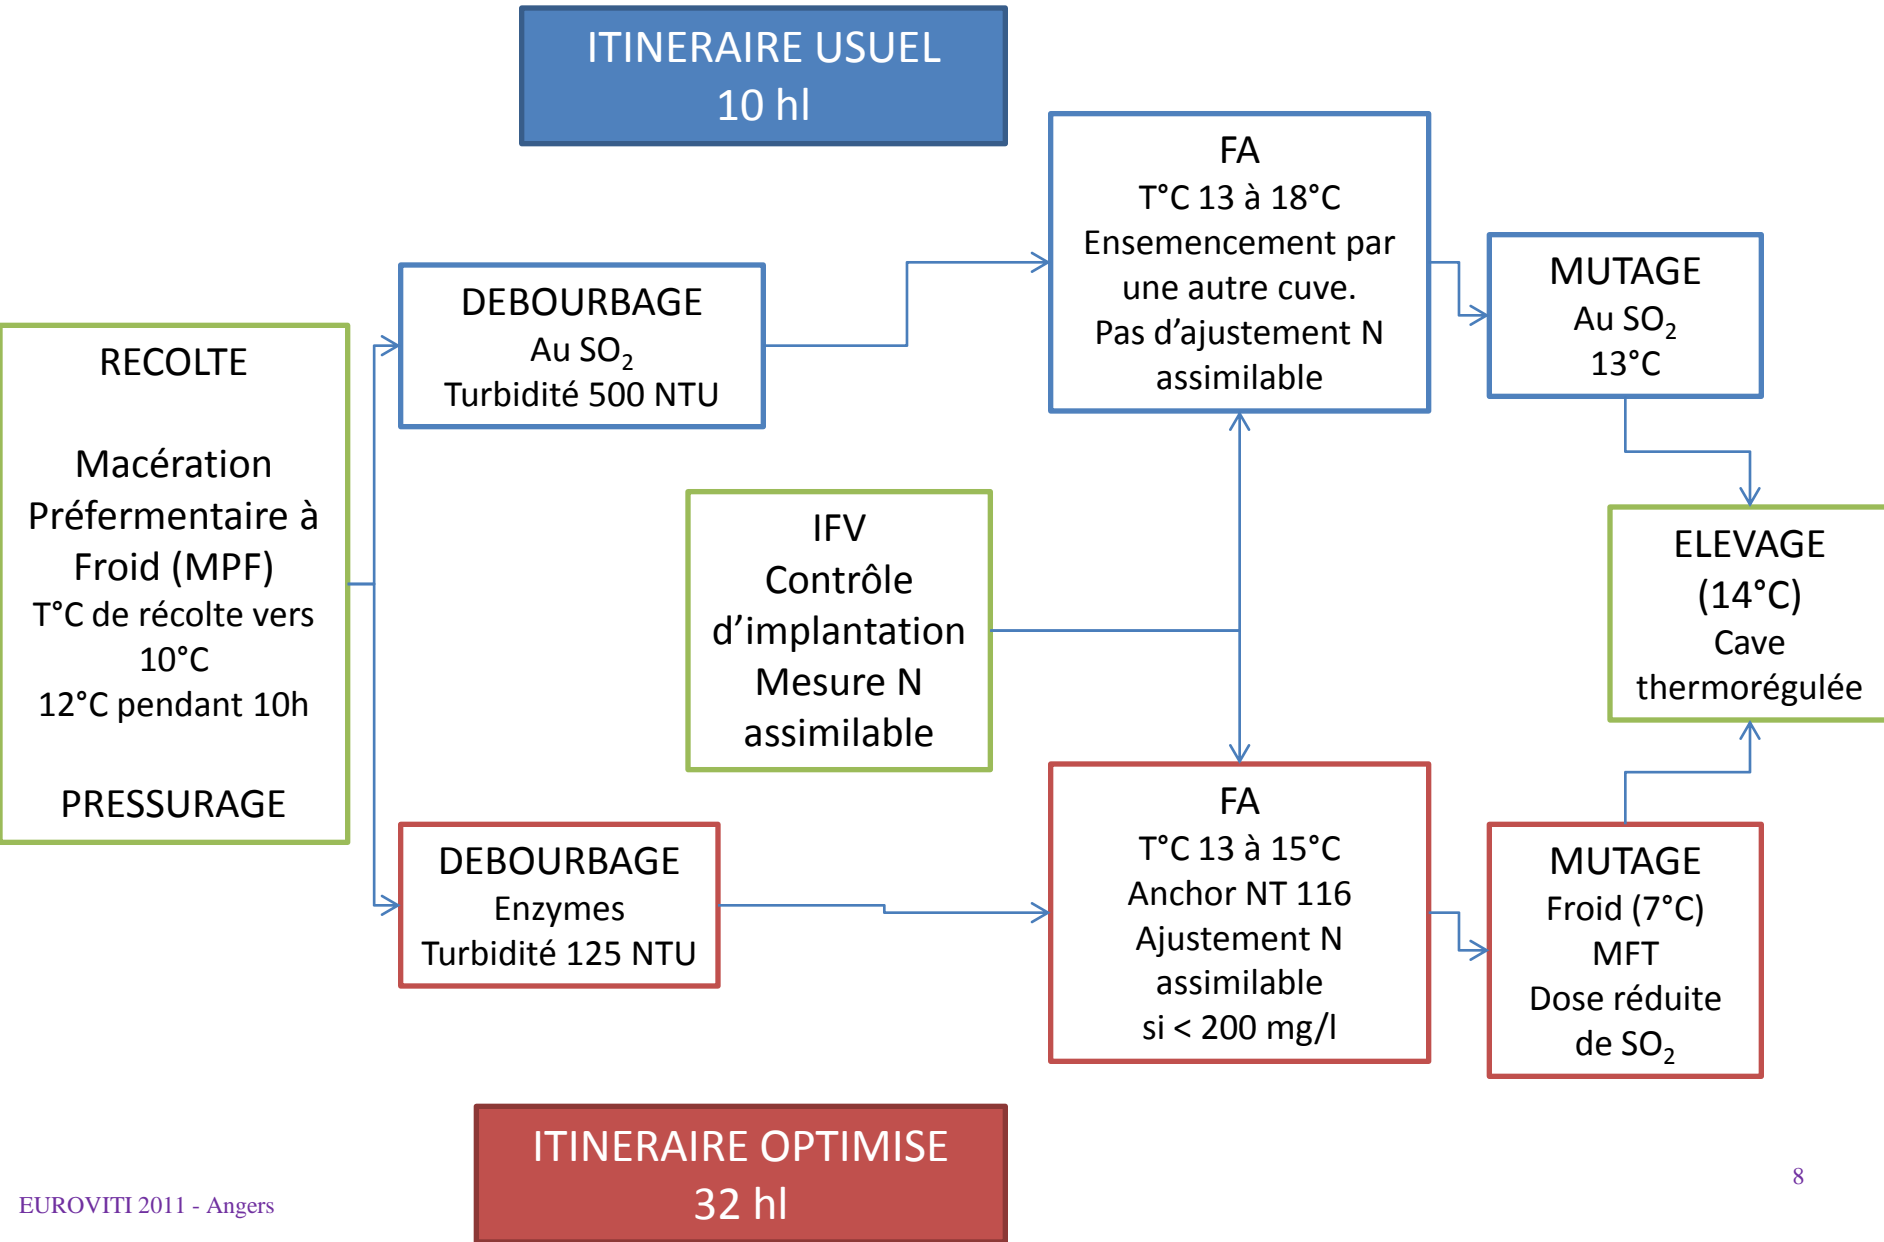 ITINERAIRE USUEL
10 hl
RECOLTE
Macération
Préfermentaire à
Froid (MPF)
T°C de récolte vers
10°C
12°C pendant 10h
PRESSURAGE
DEBOURBAGE
Au SO₂
Turbidité 500 NTU
FA
T°C 13 à 18°C
Ensemencement par
une autre cuve.
Pas d’ajustement N
assimilable
MUTAGE
Au SO₂
13°C
IFV
Contrôle
d’implantation
Mesure N
assimilable
ELEVAGE
(14°C)
Cave
thermorégulée
DEBOURBAGE
Enzymes
Turbidité 125 NTU
FA
T°C 13 à 15°C
Anchor NT 116
Ajustement N
assimilable
si < 200 mg/l
MUTAGE
Froid (7°C)
MFT
Dose réduite
de SO₂
ITINERAIRE OPTIMISE
32 hl
EUROVITI 2011 - Angers
8